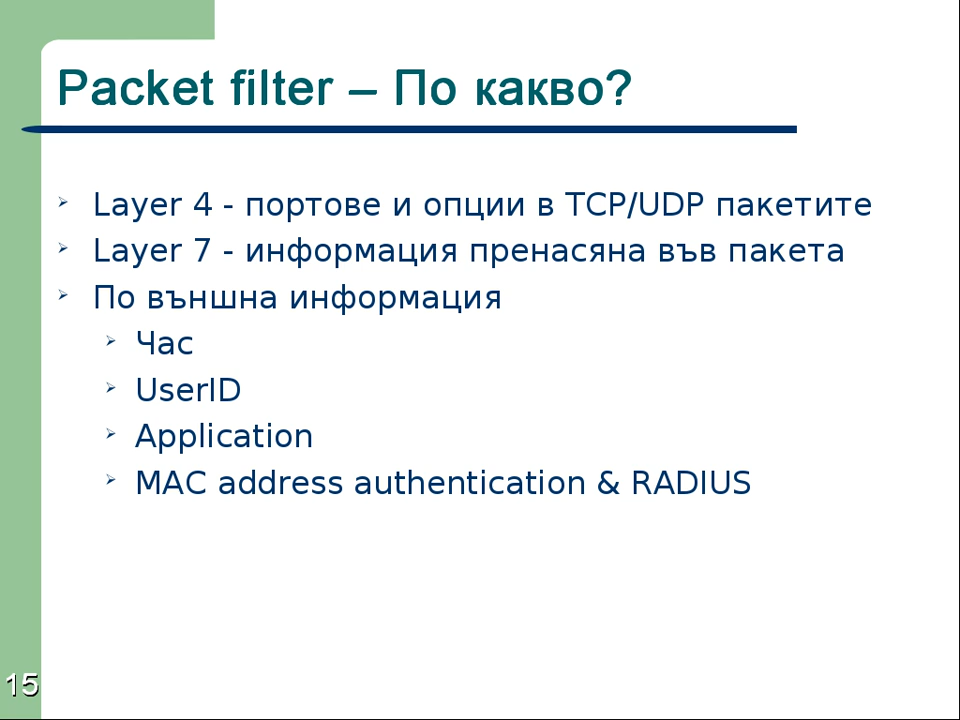 Packet filter – По какво?
Layer 4 - портове и опции в TCP/UDP пакетите
Layer 7 - информация пренасяна във пакета
По външна информация
Час
UserID
Application
MAC address authentication & RADIUS
15